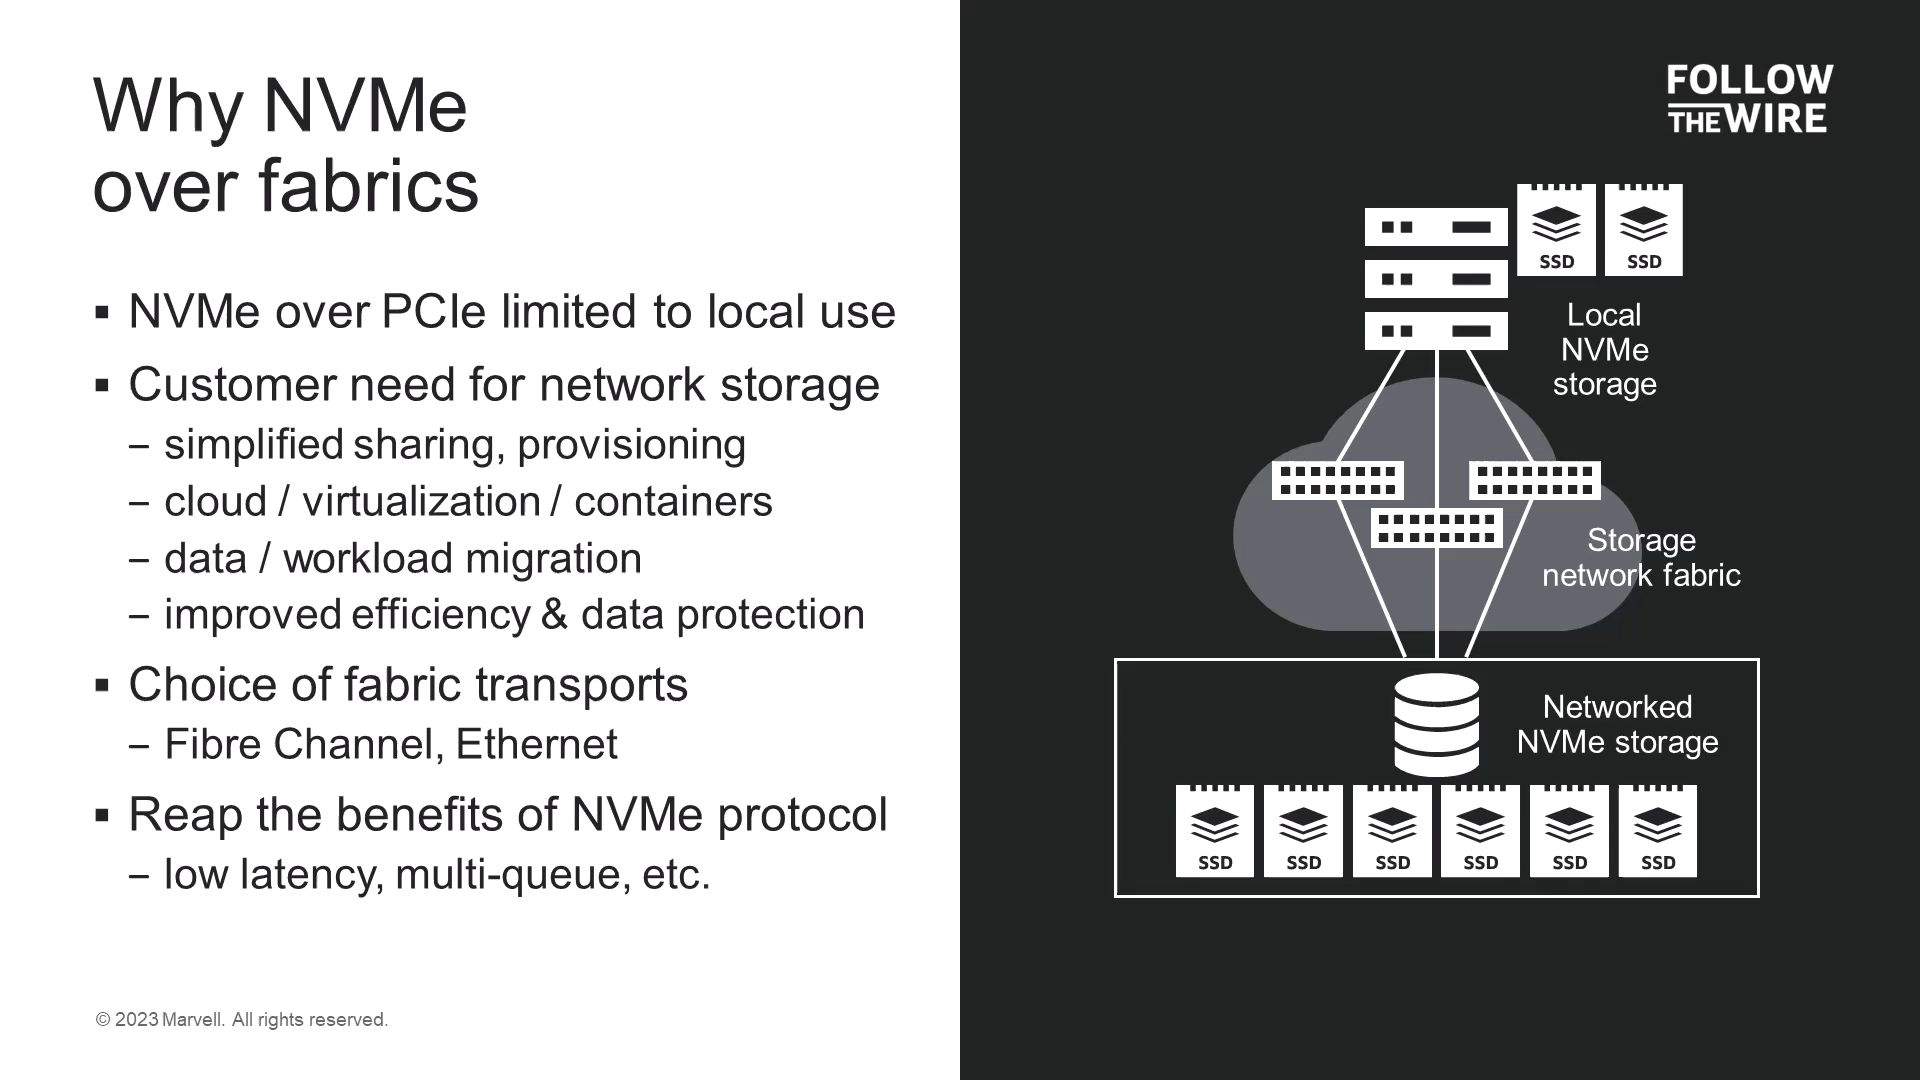 Why NVMe
over fabrics
▪ NVMe over PCIe limited to local use
▪ Customer need for network storage
– simplified sharing, provisioning
– cloud / virtualization / containers
– data / workload migration
– improved efficiency & data protection
▪ Choice of fabric transports
– Fibre Channel, Ethernet
▪ Reap the benefits of NVMe protocol
– low latency, multi-queue, etc.
© 2023 Marvell. All rights reserved.
FOLLOW
THE WIRE
SSD SSD
Local
NVMe
storage
Storage
network fabric
Networked
NVMe storage
SSD SSD SSD SSD SSD SSD